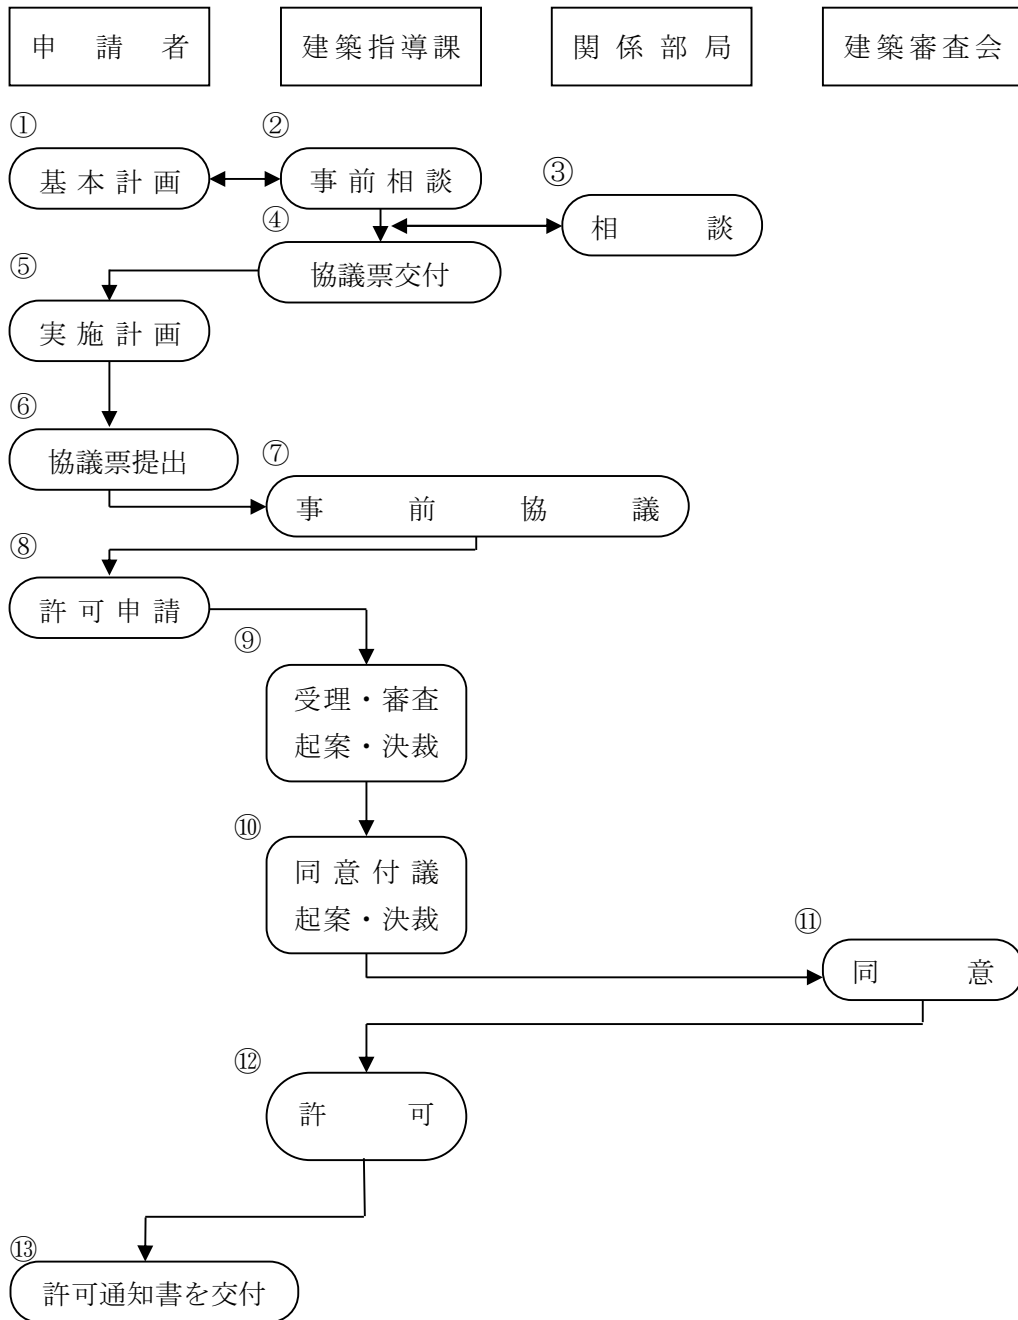 申請者
建築指導課
関係部局
建築審査会
①
基本計画
②
事前相談
③
相談
④
協議票交付
⑤
実施計画
⑥
協議票提出
⑦
事前協議
⑧
許可申請
⑨
受理・審査
起案・決裁
⑩
同意付議
起案・決裁
⑪
同意
⑫
許可
⑬
許可通知書を交付